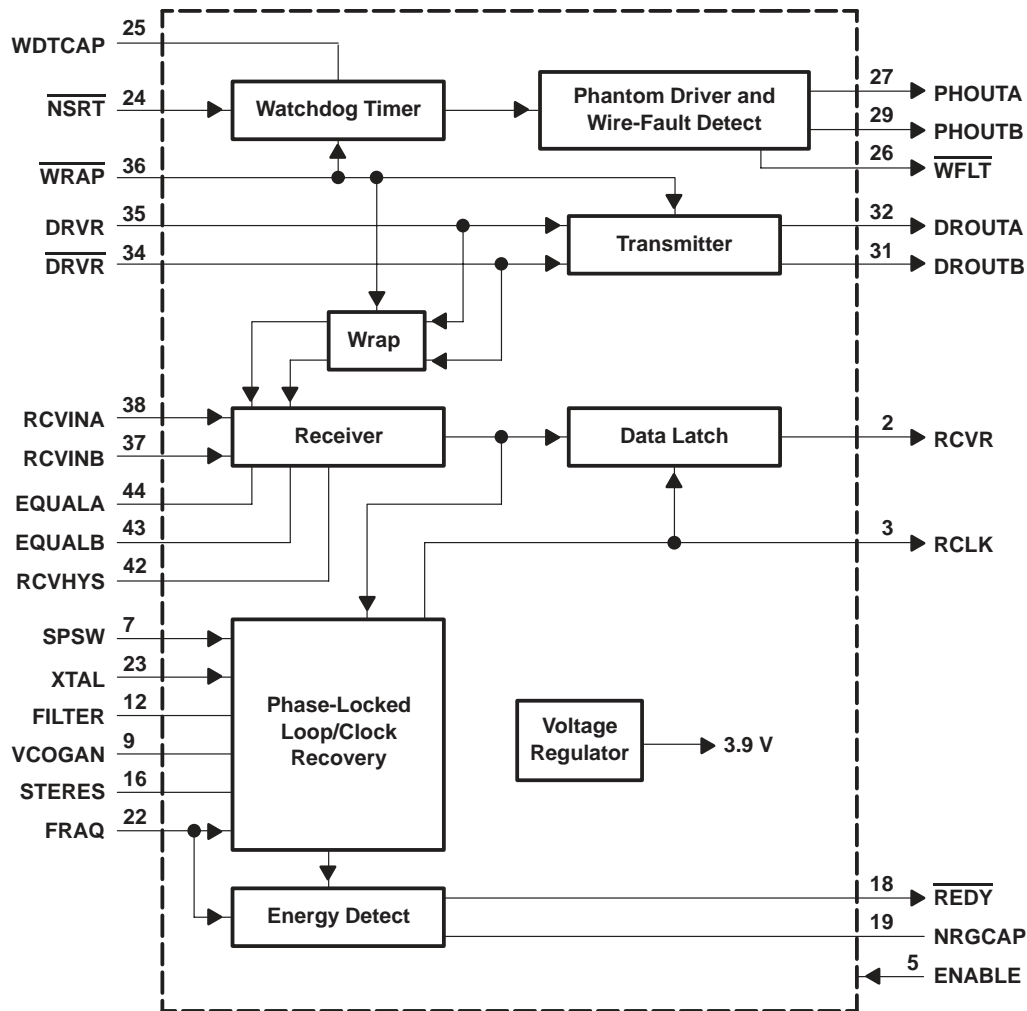 WDTCAP 25
NSRT 24
Watchdog Timer
Phantom Driver and
Wire-Fault Detect
27 PHOUTA
29 PHOUTB
26 WFLT
WRAP 36
DRVR 35
DRVR 34
Transmitter
32 DROUTA
31 DROUTB
Wrap
RCVINA 38
RCVINB 37
Receiver
Data Latch
2 RCVR
EQUALA 44
EQUALB 43
RCVHYS 42
3 RCLK
SPSW 7
XTAL 23
FILTER 12
VCOGAN 9
STERES 16
FRAQ 22
Phase-Locked
Loop/Clock
Recovery
Voltage
Regulator
3.9 V
Energy Detect
18 REDY
19 NRGCAP
5 ENABLE